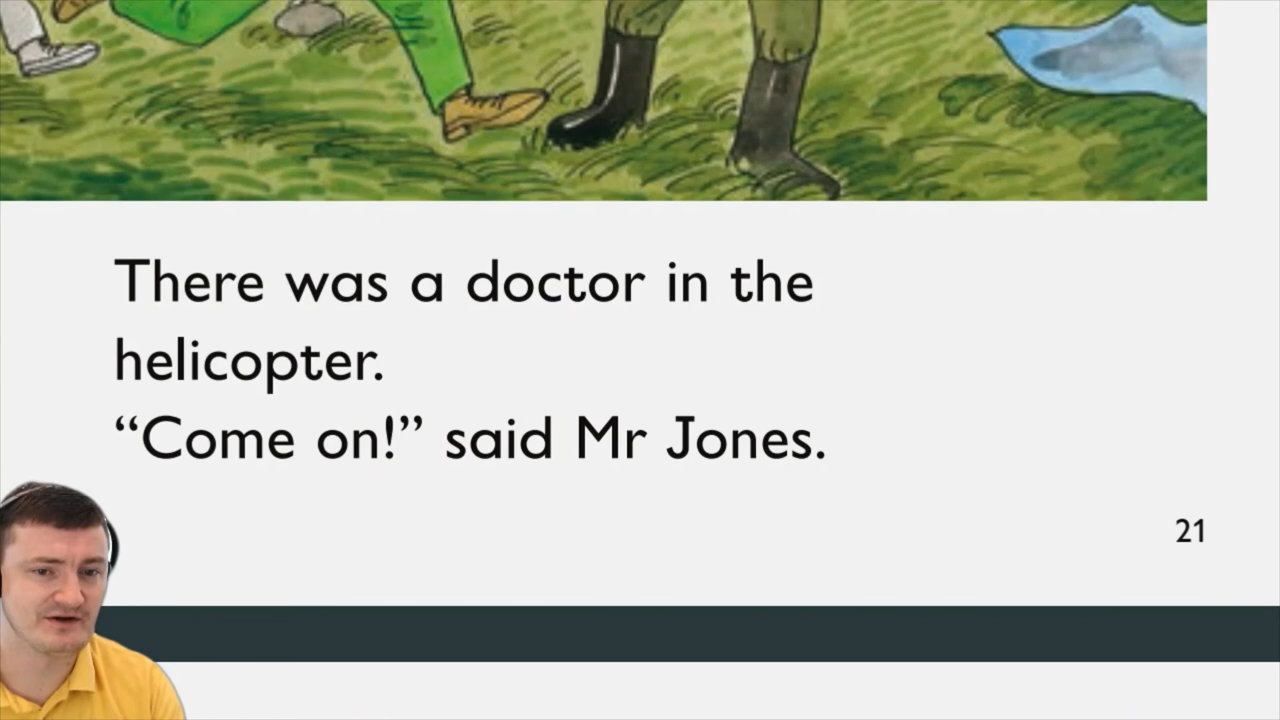 There was a doctor in the
helicopter.
“Come on!” said Mr Jones.
21